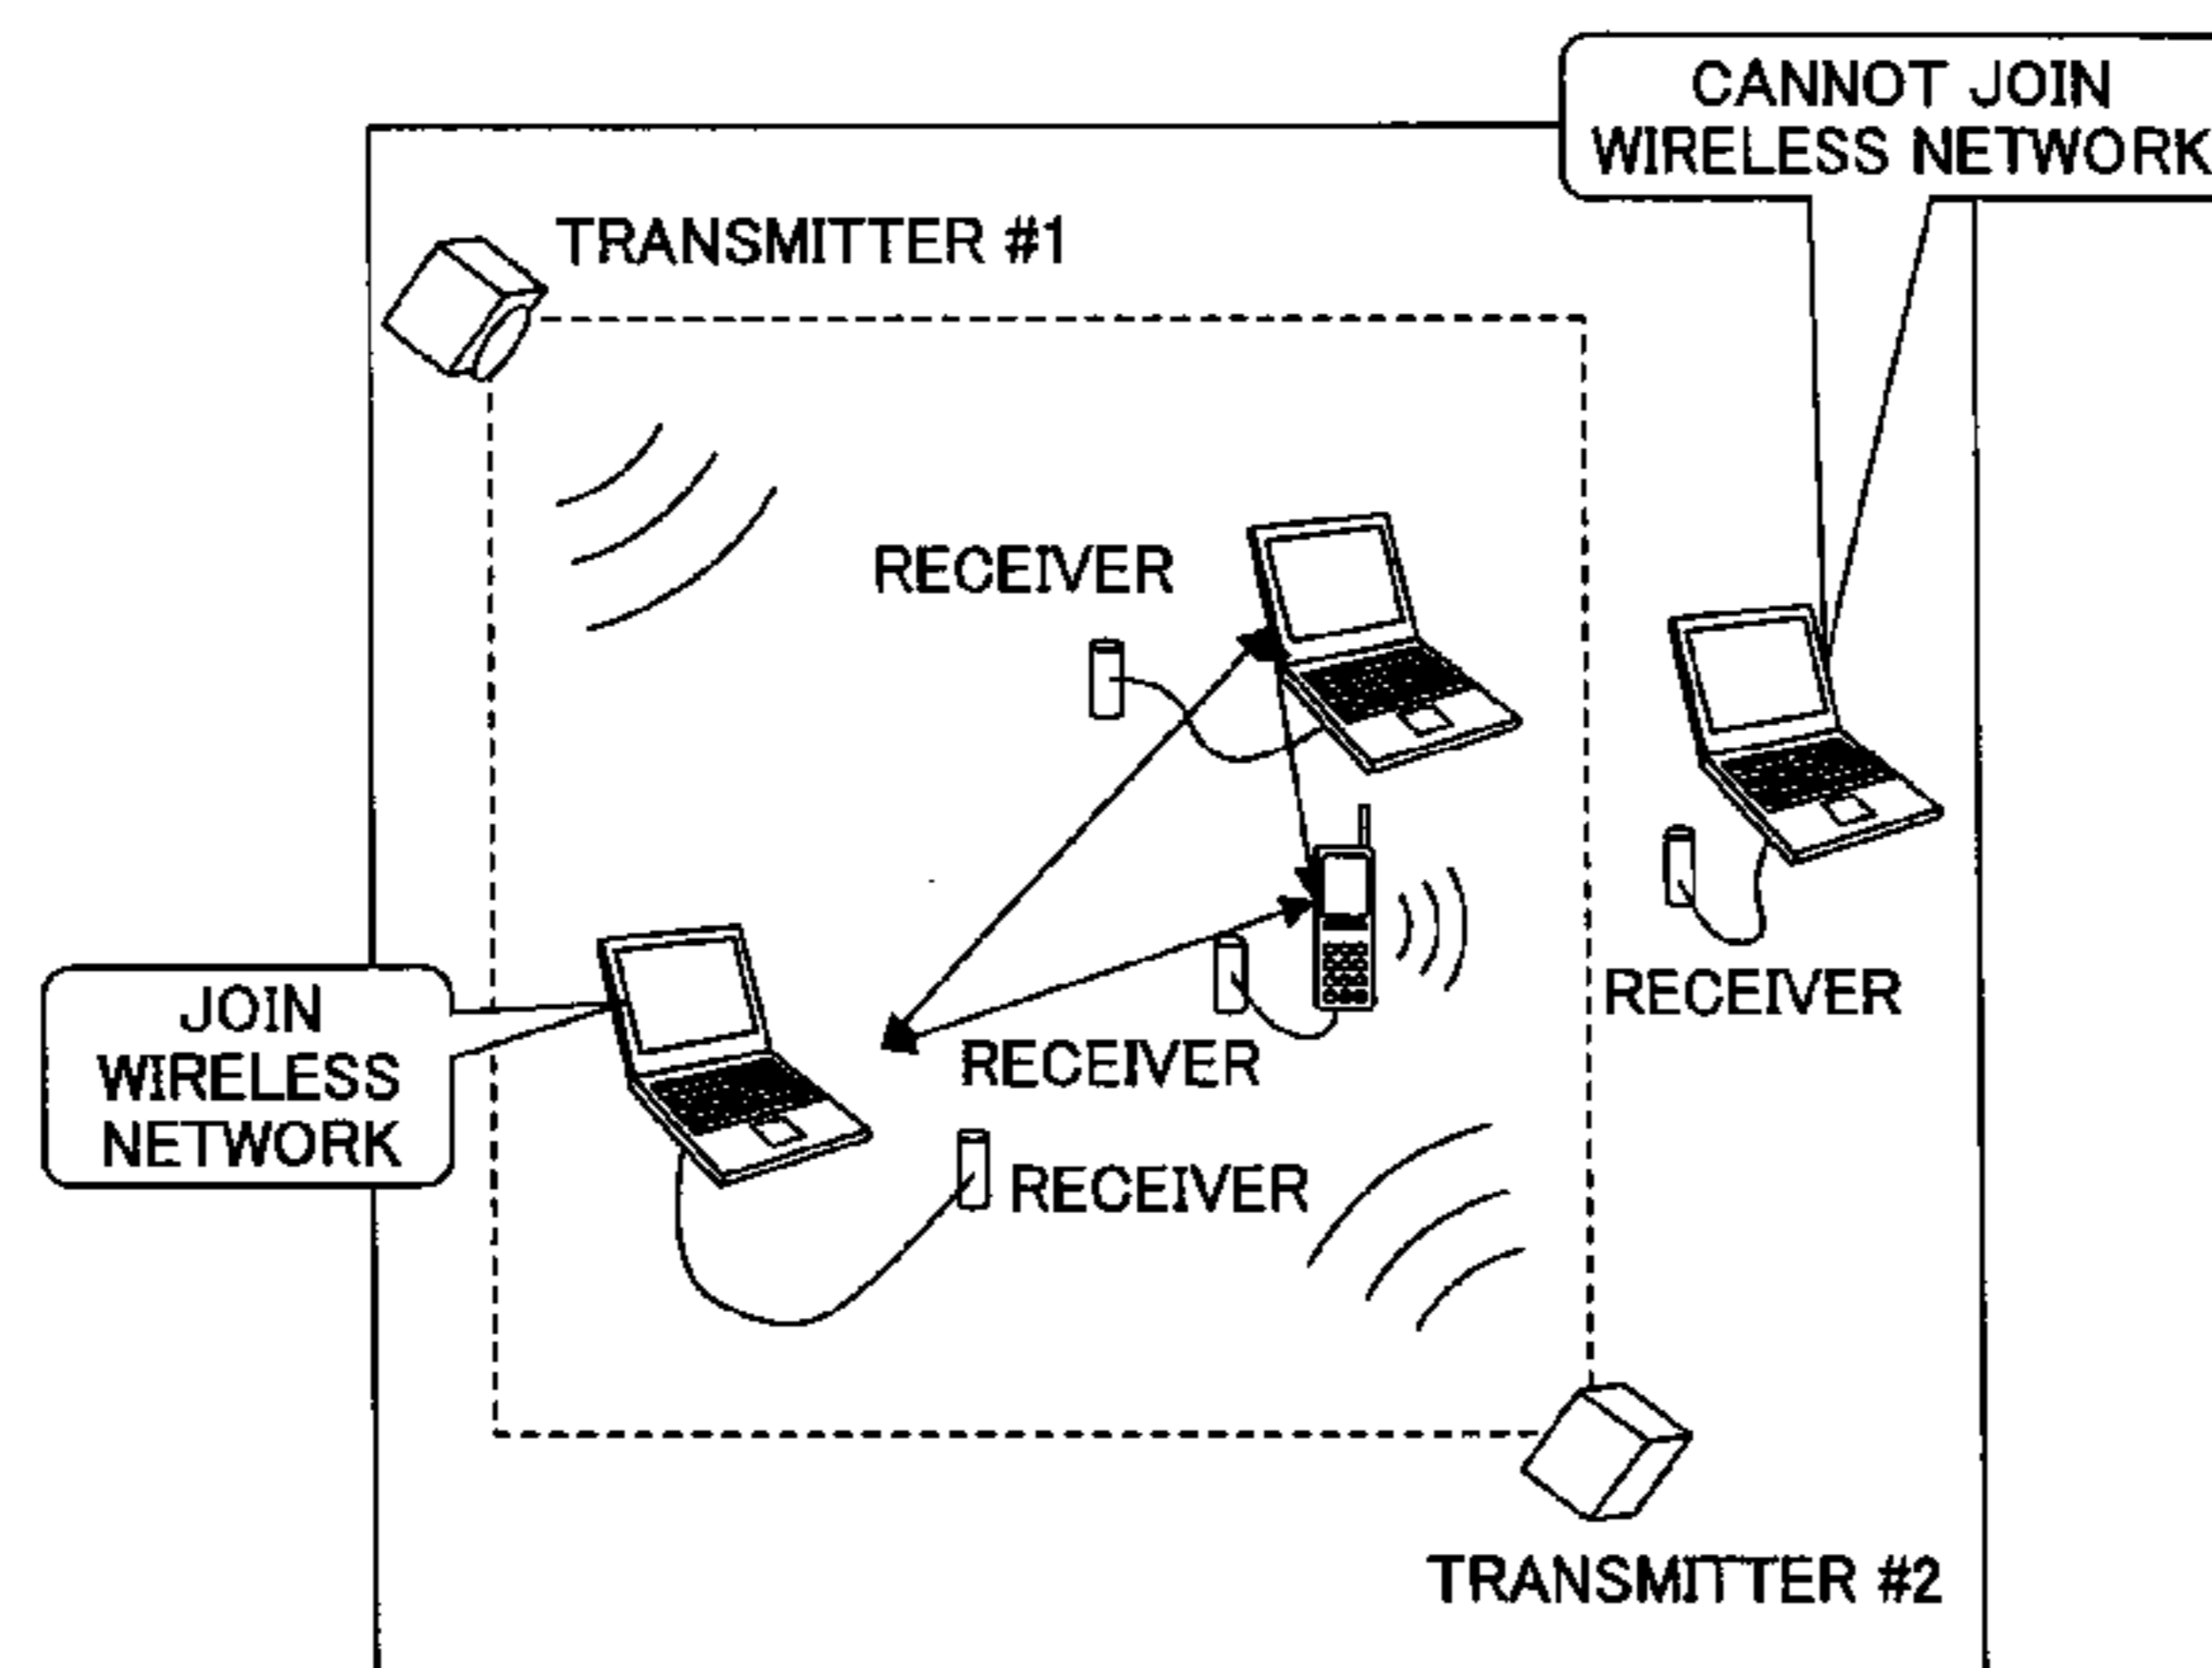 CANNOT JOIN
WIRELESS NETWORK
TRANSMITTER #1
RECEIVER
RECEIVER
JOIN
WIRELESS
NETWORK
RECEIVER
RECEIVER
TRANSMITTER #2